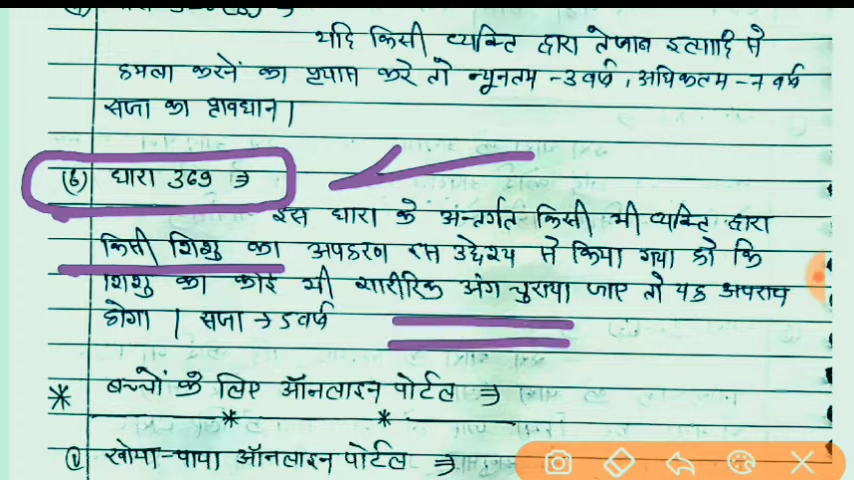 यदि किसी व्यक्ति द्वारा तेजाब इत्यादि से
हमला करनें का प्रयास करे तो न्यूनतम -3 वर्ष, अधिकतम -7 वर्ष
सजा का प्रावधान।
(6) धारा 369 ⇒
इस धारा के अंन्तर्गत किसी भी व्यक्ति द्वारा
किसी शिशु का अपहरण इस उद्देश्य से किया गया हो कि
शिशु का कोई भी शारीरिक अंग चुराया जाए तो यह अपराध
होगा। सजा → 5 वर्ष
* बच्चों के लिए ऑनलाइन पोर्टल ⇒
* *
① खोया-पाया ऑनलाइन पोर्टल ⇒